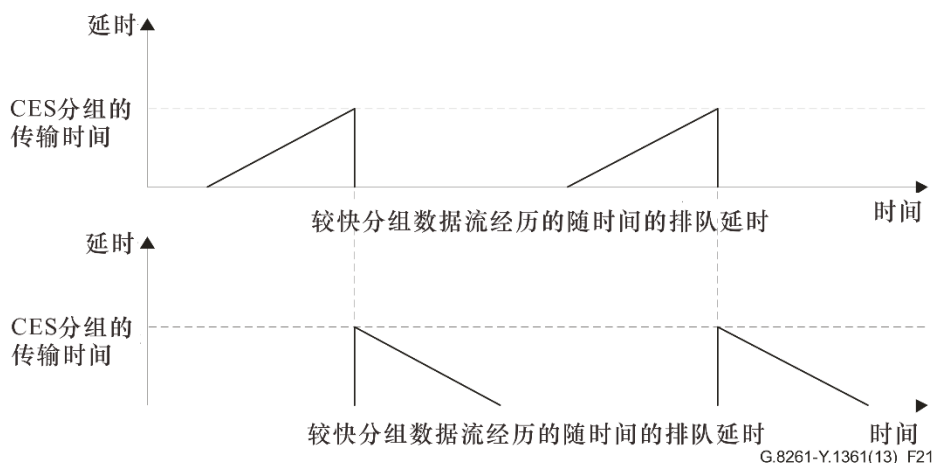 延时
CES分组的
传输时间
时间
较快分组数据流经历的随时间的排队延时
延时
CES分组的
传输时间
较快分组数据流经历的随时间的排队延时
时间
G.8261-Y.1361(13)_F21